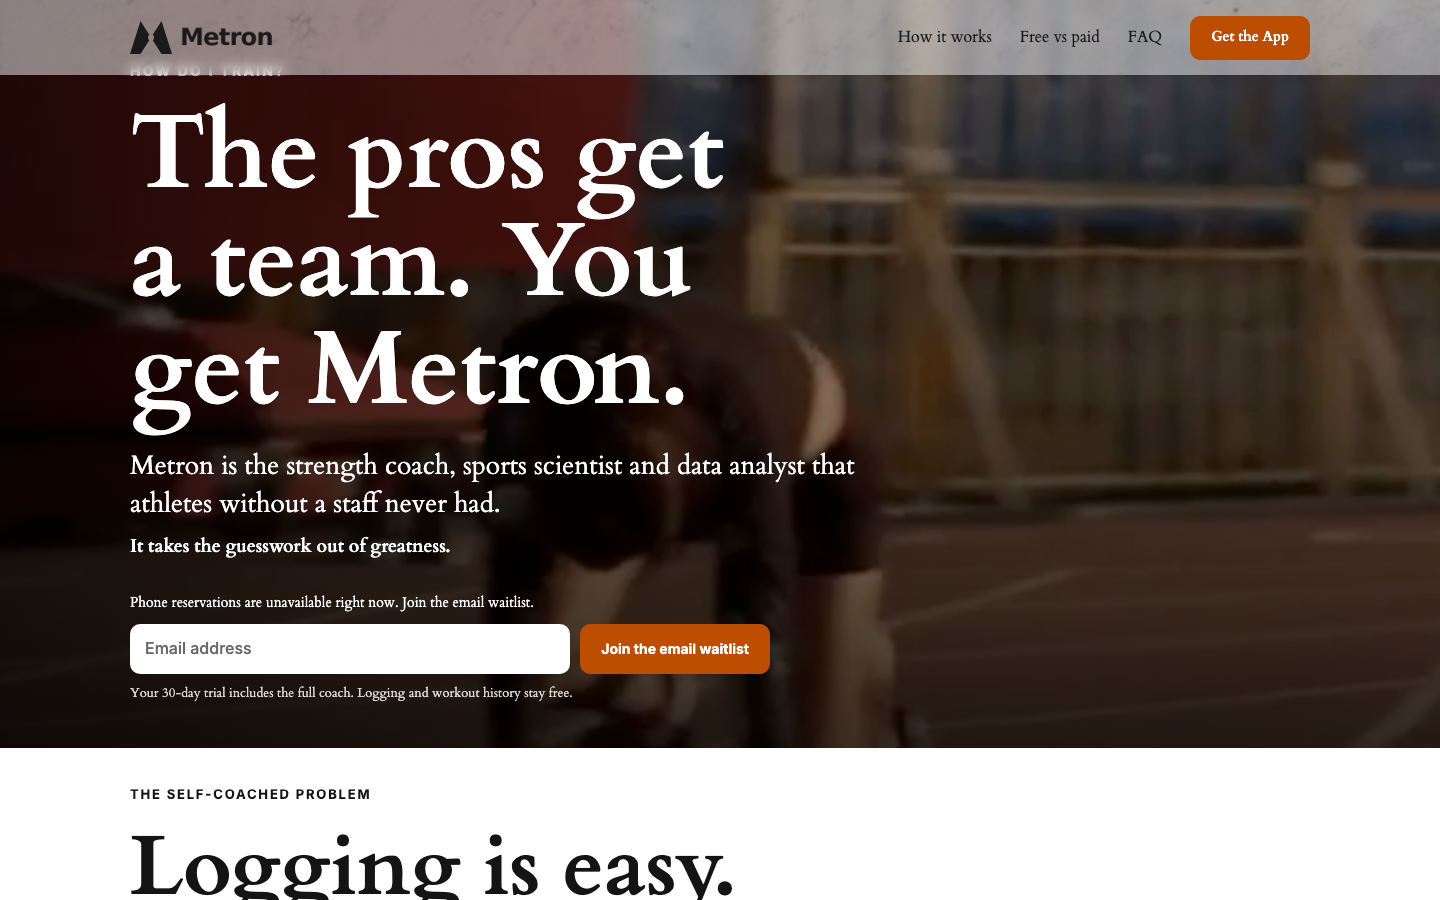 Metron
How it works
Free vs paid
FAQ
Get the App
HOW DO I TRAIN?
The pros get
a team. You
get Metron.
Metron is the strength coach, sports scientist and data analyst that
athletes without a staff never had.
It takes the guesswork out of greatness.
Phone reservations are unavailable right now. Join the email waitlist.
Email address
Join the email waitlist
Your 30-day trial includes the full coach. Logging and workout history stay free.
THE SELF-COACHED PROBLEM
Logging is easy.